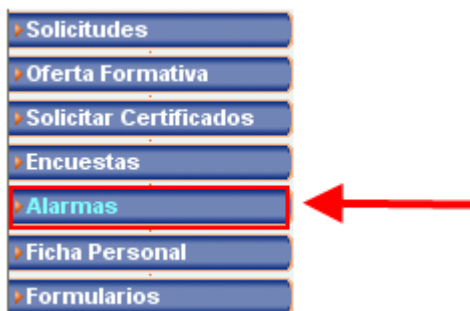 Solicitudes
Oferta Formativa
Solicitar Certificados
Encuestas
Alarmas
Ficha Personal
Formularios